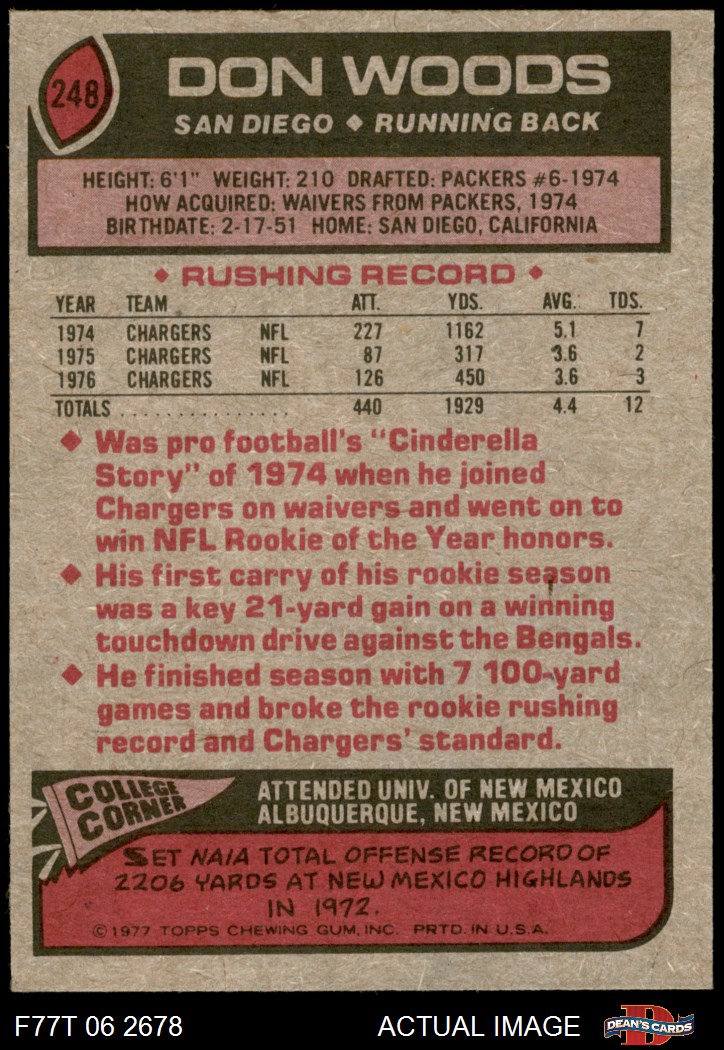 248
DON WOODS
SAN DIEGO ♦ RUNNING BACK
HEIGHT: 6'1" WEIGHT: 210 DRAFTED: PACKERS #6-1974
HOW ACQUIRED: WAIVERS FROM PACKERS, 1974
BIRTHDATE: 2-17-51 HOME: SAN DIEGO, CALIFORNIA
♦ RUSHING RECORD ♦
YEAR TEAM ATT. YDS. AVG. TDS.
1974 CHARGERS NFL 227 1162 5.1 7
1975 CHARGERS NFL 87 317 3.6 2
1976 CHARGERS NFL 126 450 3.6 3
TOTALS . . . . . . . . . . . . . . . . 440 1929 4.4 12
♦ Was pro football's "Cinderella
Story" of 1974 when he joined
Chargers on waivers and went on to
win NFL Rookie of the Year honors.
♦ His first carry of his rookie season
was a key 21-yard gain on a winning
touchdown drive against the Bengals.
♦ He finished season with 7 100-yard
games and broke the rookie rushing
record and Chargers' standard.
COLLEGE
CORNER
ATTENDED UNIV. OF NEW MEXICO
ALBUQUERQUE, NEW MEXICO
SET NAIA TOTAL OFFENSE RECORD OF
2206 YARDS AT NEW MEXICO HIGHLANDS
IN 1972.
© 1977 TOPPS CHEWING GUM, INC. PRTD. IN U.S.A.
F77T 06 2678 ACTUAL IMAGE
D
DEAN'S CARDS